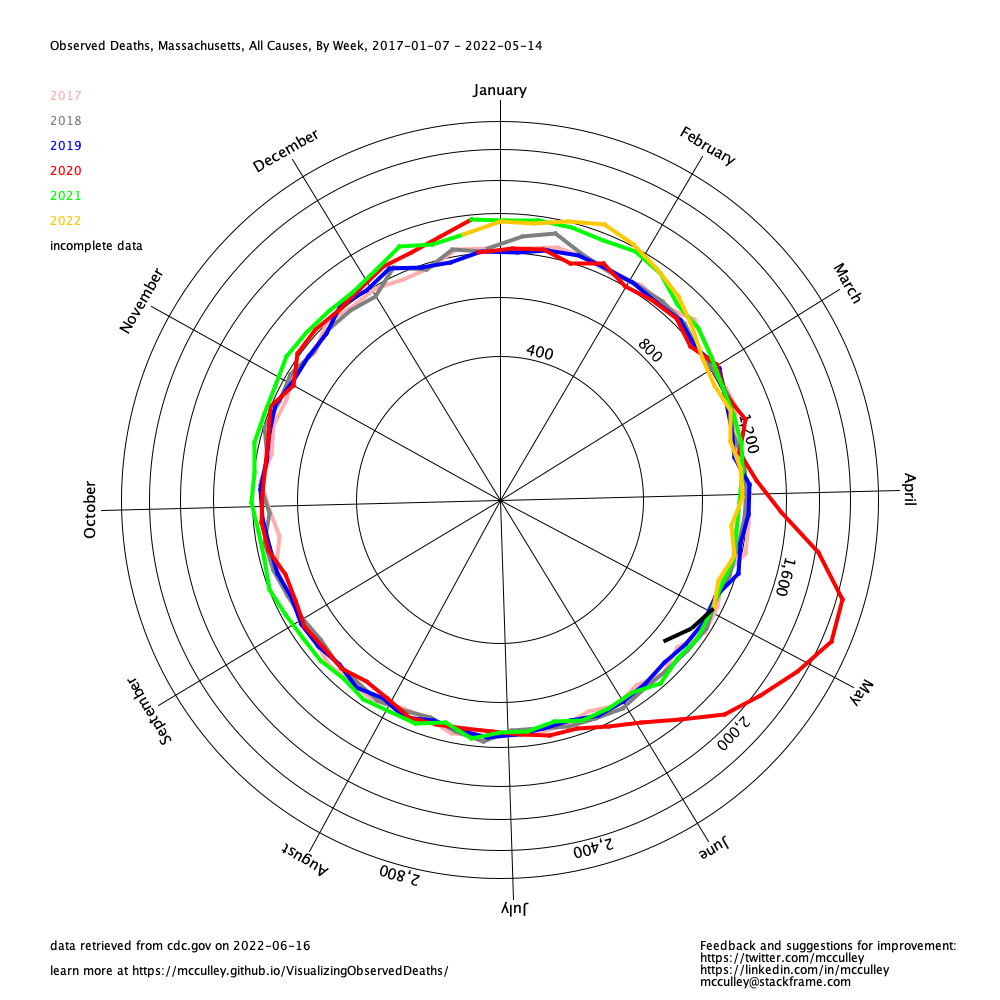 Observed Deaths, Massachusetts, All Causes, By Week, 2017-01-07 - 2022-05-14
January
2017
2018
2019
2020
2021
2022
incomplete data
December
February
November
March
400
800
1,200
October
April
1,600
September
May
2,000
August
2,400
June
2,800
July
data retrieved from cdc.gov on 2022-06-16
learn more at https://mcculley.github.io/VisualizingObservedDeaths/
Feedback and suggestions for improvement:
https://twitter.com/mcculley
https://linkedin.com/in/mcculley
mcculley@stackframe.com